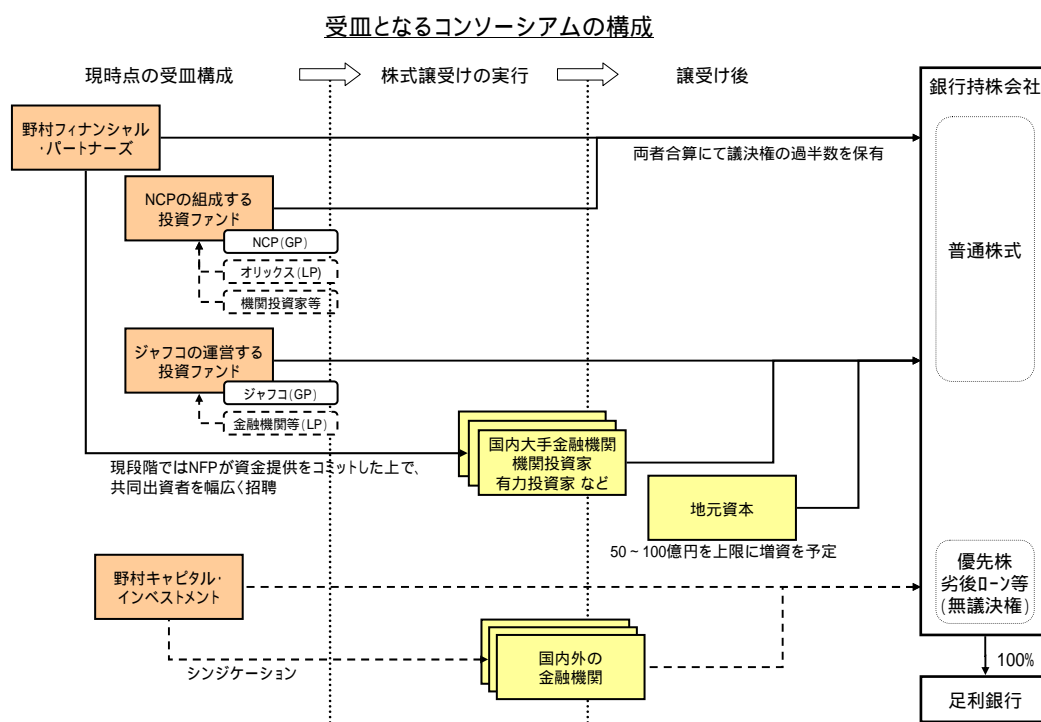 受皿となるコンソーシアムの構成
現時点の受皿構成
株式譲受けの実行
譲受け後
銀行持株会社
野村フィナンシャル
・パートナーズ
両者合算にて議決権の過半数を保有
NCPの組成する
投資ファンド
NCP(GP)
オリックス(LP)
機関投資家等
普通株式
ジャフコの運営する
投資ファンド
ジャフコ(GP)
金融機関等(LP)
国内大手金融機関
機関投資家
有力投資家 など
現段階ではNFPが資金提供をコミットした上で、
共同出資者を幅広く招聘
地元資本
50~100億円を上限に増資を予定
野村キャピタル・
インベストメント
優先株
劣後ローン等
(無議決権)
シンジケーション
国内外の
金融機関
100%
足利銀行